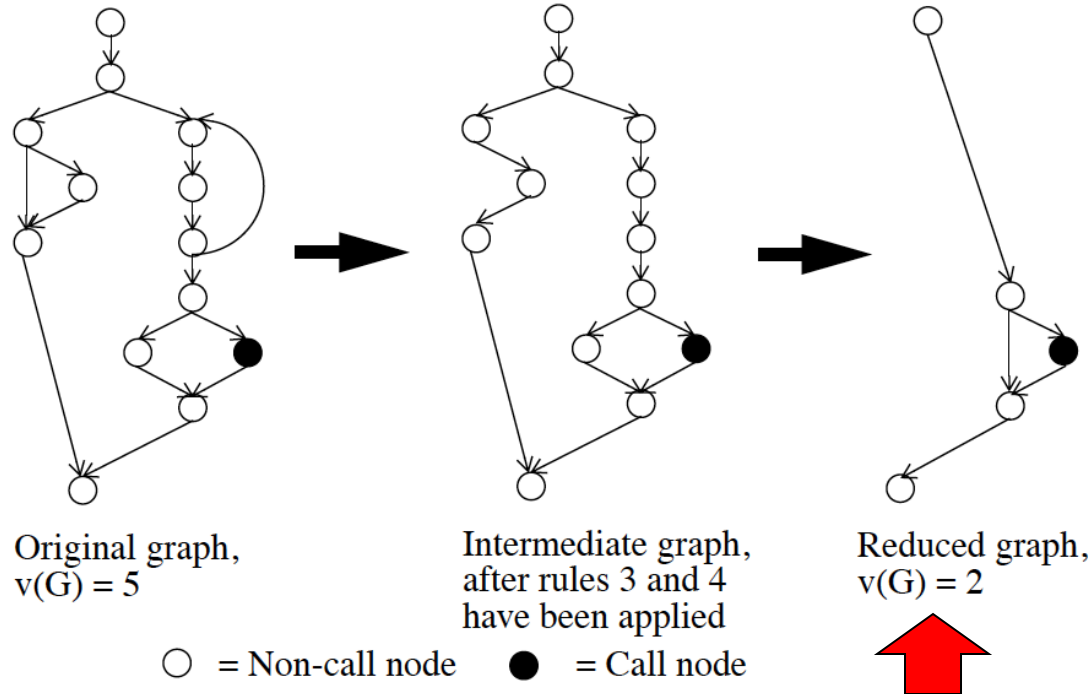 Original graph,
v(G) = 5
Intermediate graph,
after rules 3 and 4
have been applied
Reduced graph,
v(G) = 2
= Non-call node
= Call node